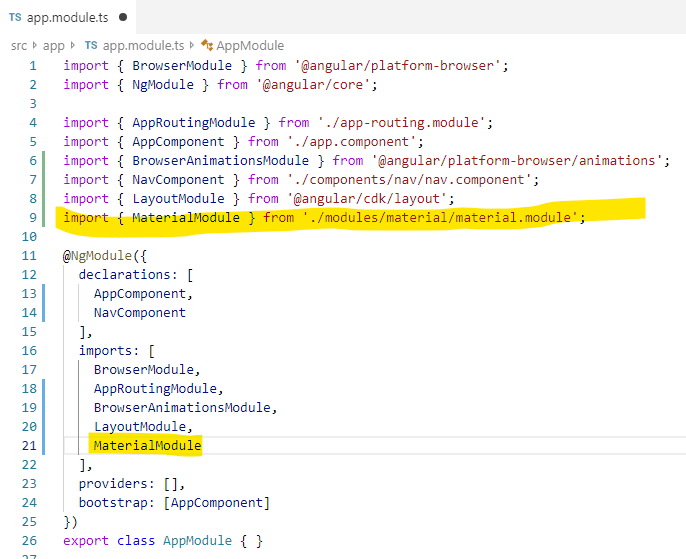 TS app.module.ts ●
src > app > TS app.module.ts > AppModule
1 import { BrowserModule } from '@angular/platform-browser';
2 import { NgModule } from '@angular/core';
3
4 import { AppRoutingModule } from './app-routing.module';
5 import { AppComponent } from './app.component';
6 import { BrowserAnimationsModule } from '@angular/platform-browser/animations';
7 import { NavComponent } from './components/nav/nav.component';
8 import { LayoutModule } from '@angular/cdk/layout';
9 import { MaterialModule } from './modules/material/material.module';
10
11 @NgModule({
12 declarations: [
13 AppComponent,
14 NavComponent
15 ],
16 imports: [
17 BrowserModule,
18 AppRoutingModule,
19 BrowserAnimationsModule,
20 LayoutModule,
21 MaterialModule
22 ],
23 providers: [],
24 bootstrap: [AppComponent]
25 })
26 export class AppModule { }
27